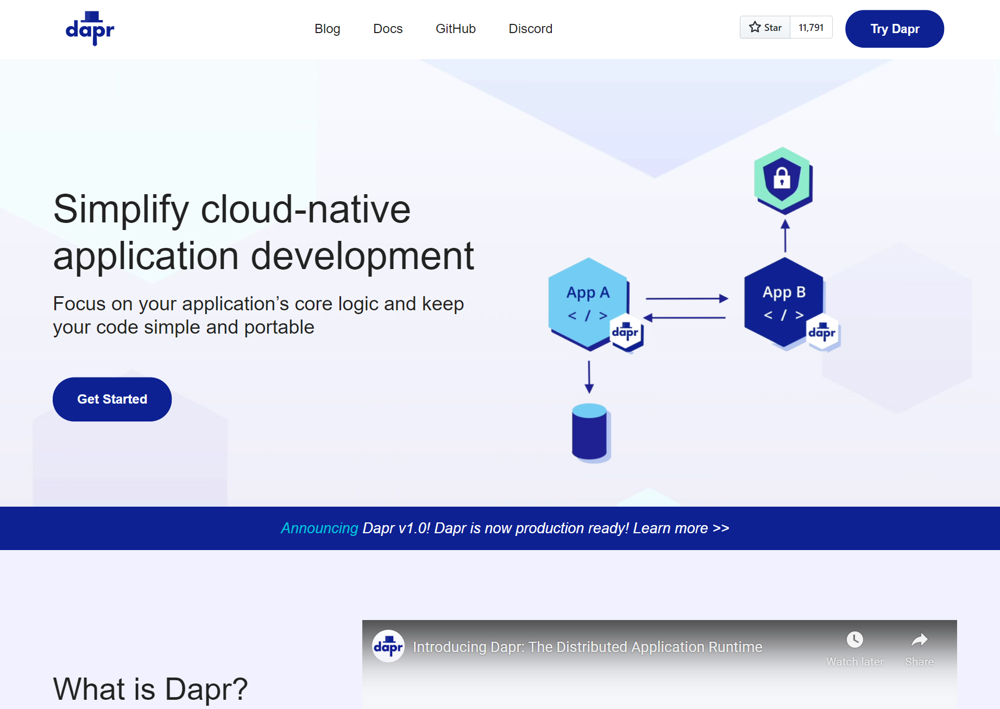 dapr
Blog Docs GitHub Discord
Star 11,791
Try Dapr
Simplify cloud-native
application development
Focus on your application’s core logic and keep
your code simple and portable
Get Started
App A
< / >
dapr
App B
< / >
dapr
Announcing Dapr v1.0! Dapr is now production ready! Learn more >>
What is Dapr?
dapr
Introducing Dapr: The Distributed Application Runtime
Watch later
Share